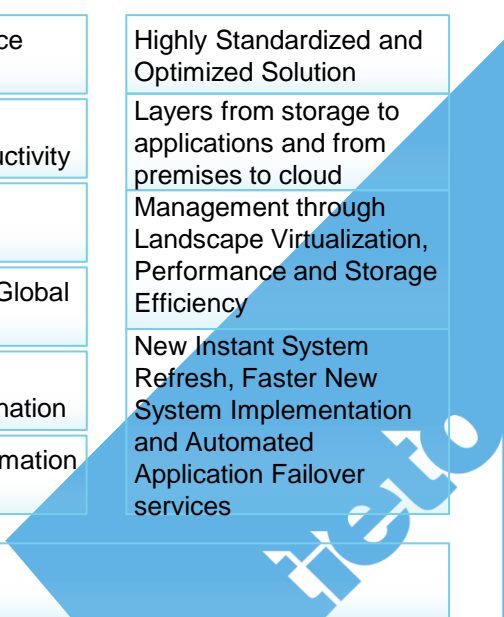 ce
uctivity
Global
nation
mation
Highly Standardized and
Optimized Solution
Layers from storage to
applications and from
premises to cloud
Management through
Landscape Virtualization,
Performance and Storage
Efficiency
New Instant System
Refresh, Faster New
System Implementation
and Automated
Application Failover
services
tieto